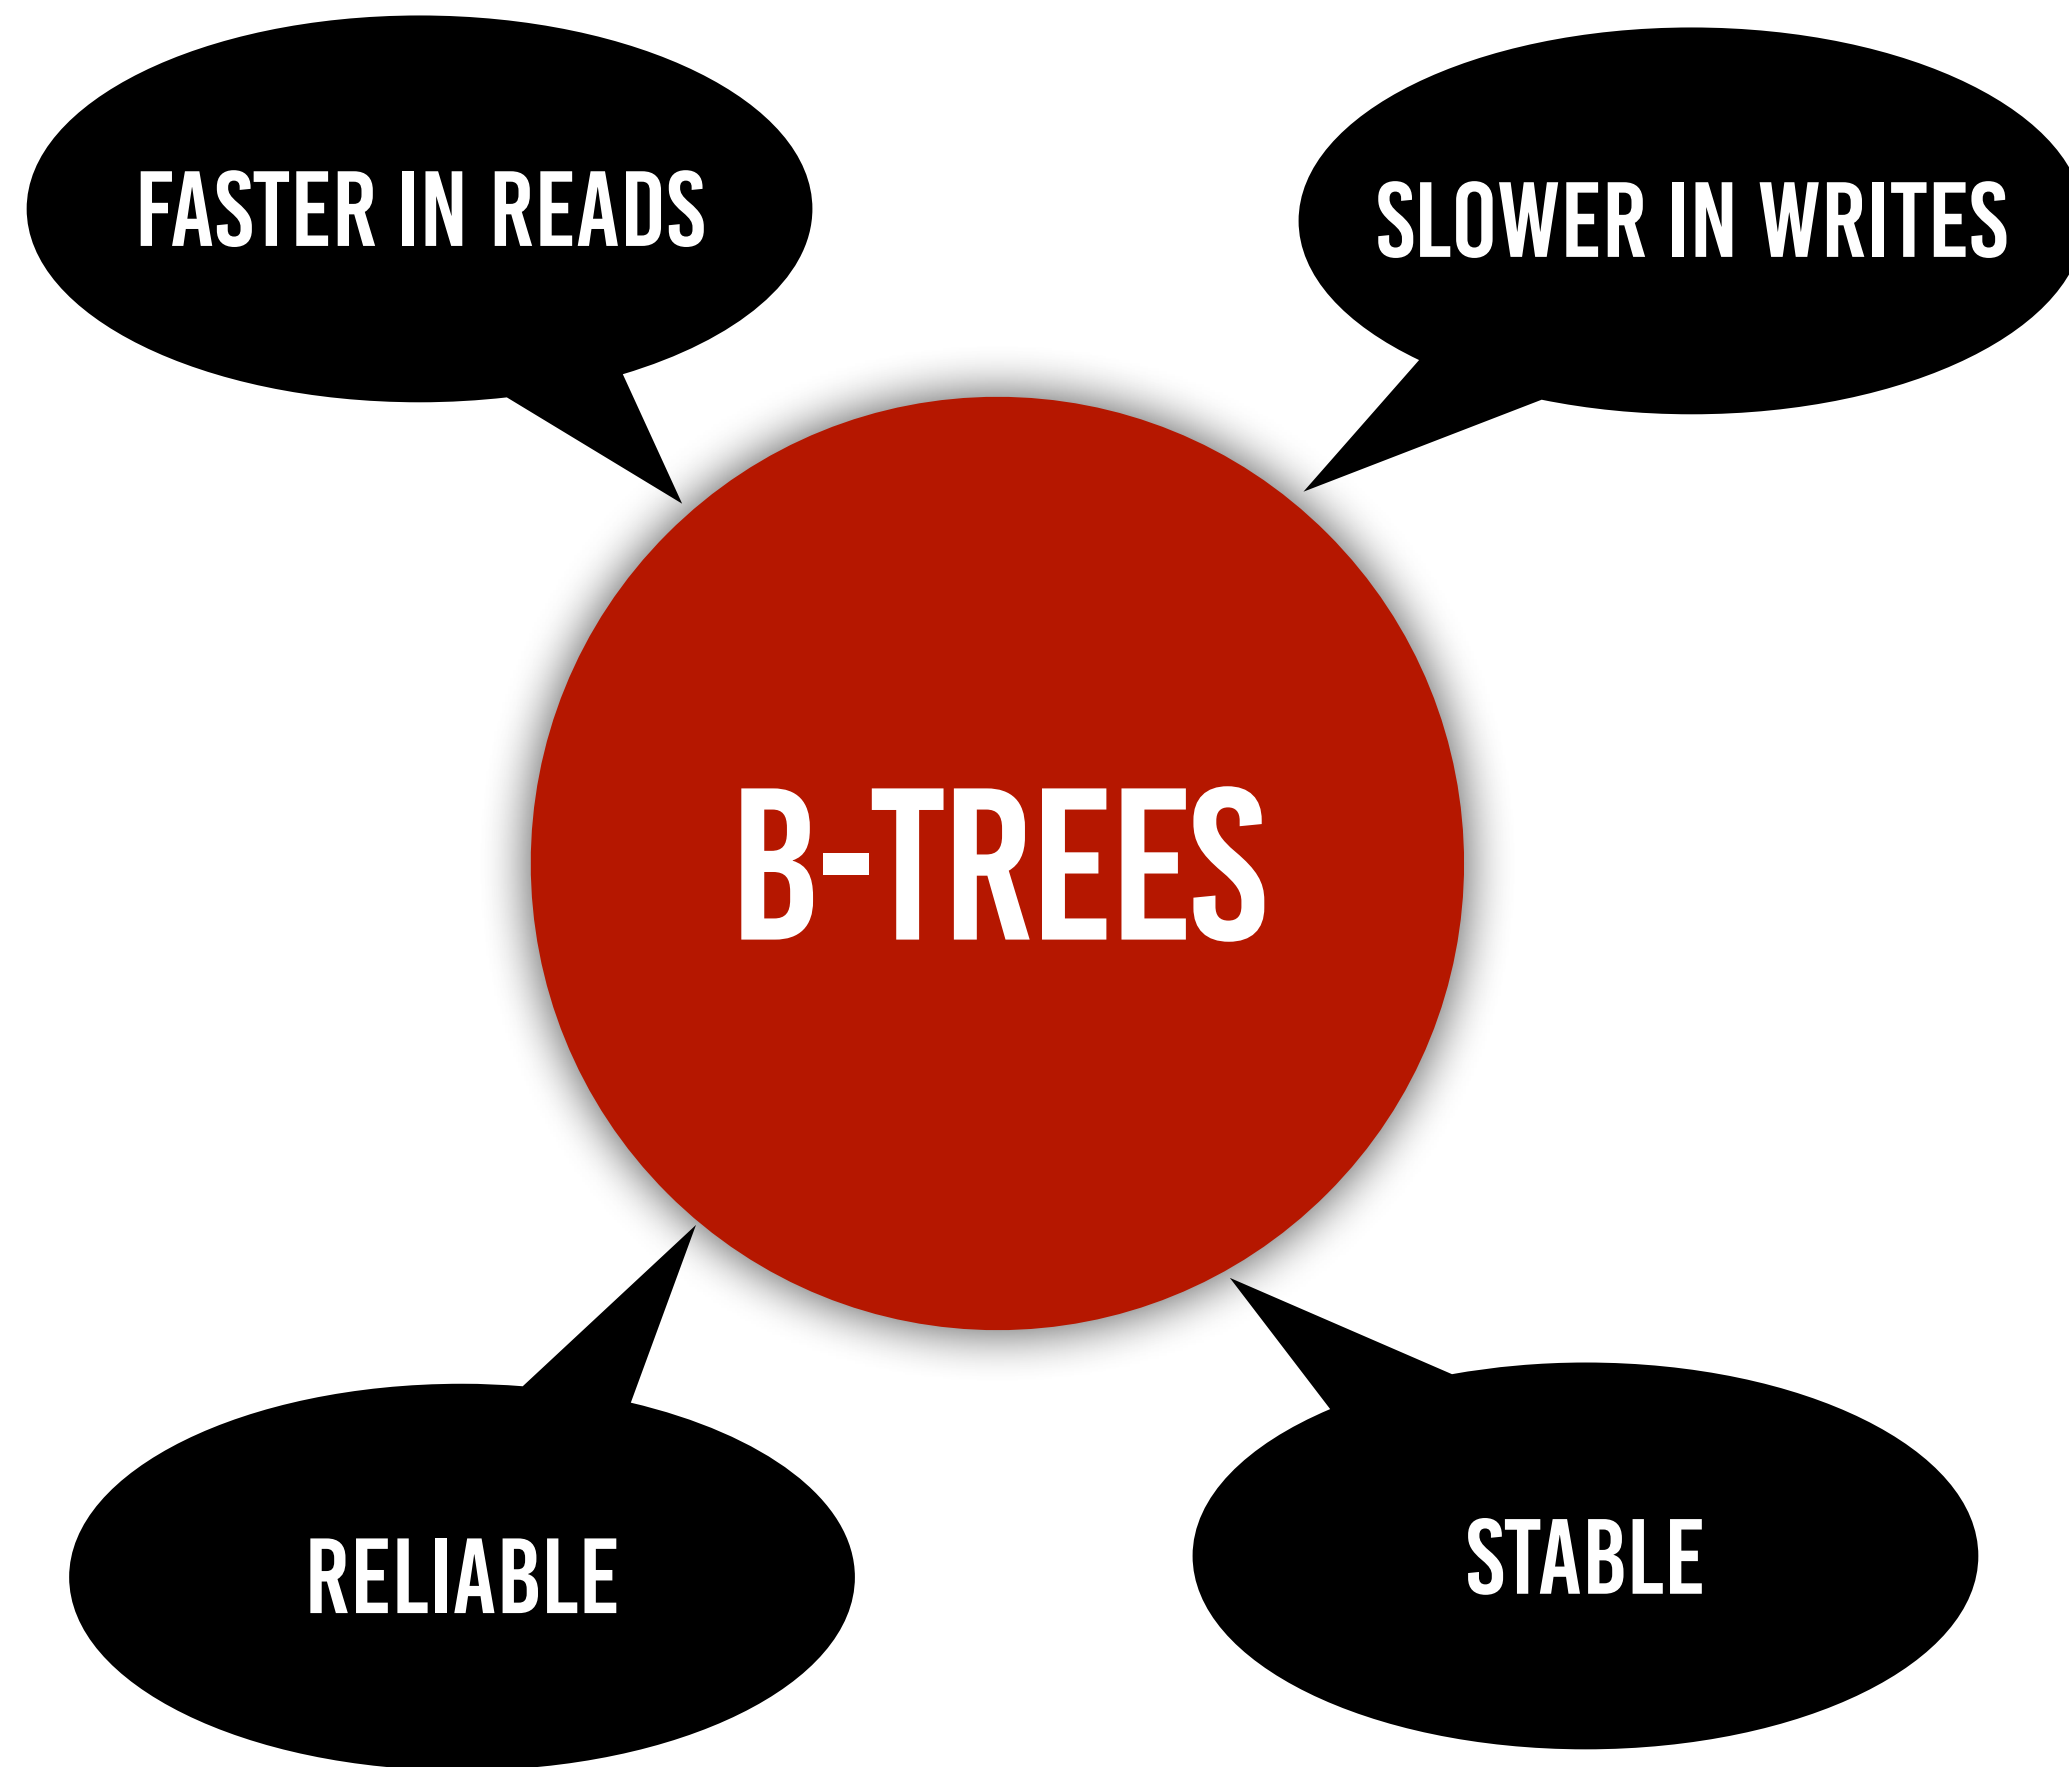 FASTER IN READS
SLOWER IN WRITES
B-TREES
RELIABLE
STABLE